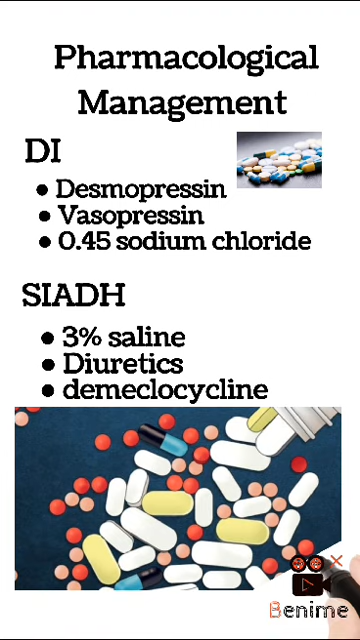 Pharmacological
Management
DI
• Desmopressin
• Vasopressin
• 0.45 sodium chloride
SIADH
• 3% saline
• Diuretics
• demeclocycline
Benime